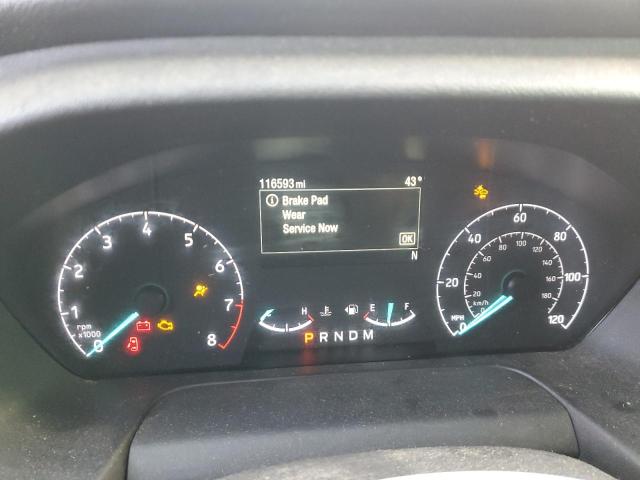 116593 mi 43°
Brake Pad
Wear
Service Now
OK
N
0 1 2 3 4 5 6 7 8
rpm
x1000
H E F
P R N D M
0 20 40 60 80 100 120
20 40 60 80 100 120 140 160 180
km/h
MPH